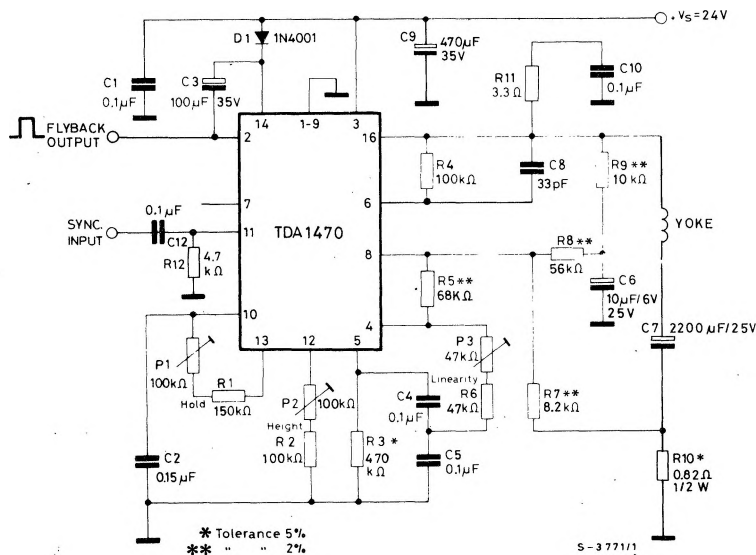 +Vs=24V
D1
1N4001
C9
470µF
35V
C1
0.1µF
C3
100µF
35V
R11
3.3Ω
C10
0.1µF
FLYBACK
OUTPUT
2
14
1-9
3
16
R4
100kΩ
C8
33pF
R9**
10 kΩ
YOKE
7
6
SYNC.
INPUT
0.1µF
C12
11
TDA1470
8
R8**
56kΩ
R12
4.7
kΩ
R5**
68KΩ
C6
10µF/6V
25V
C7
2200µF/25V
10
13
12
5
4
P3
47kΩ
Linearity
P1
100kΩ
R1
150kΩ
Hold
P2
100kΩ
Height
C4
0.1µF
R6
47kΩ
R7**
8.2kΩ
C2
0.15µF
R2
100kΩ
R3*
470
kΩ
C5
0.1µF
R10*
0.82Ω
1/2 W
* Tolerance 5%
** " " 2%
S-3771/1